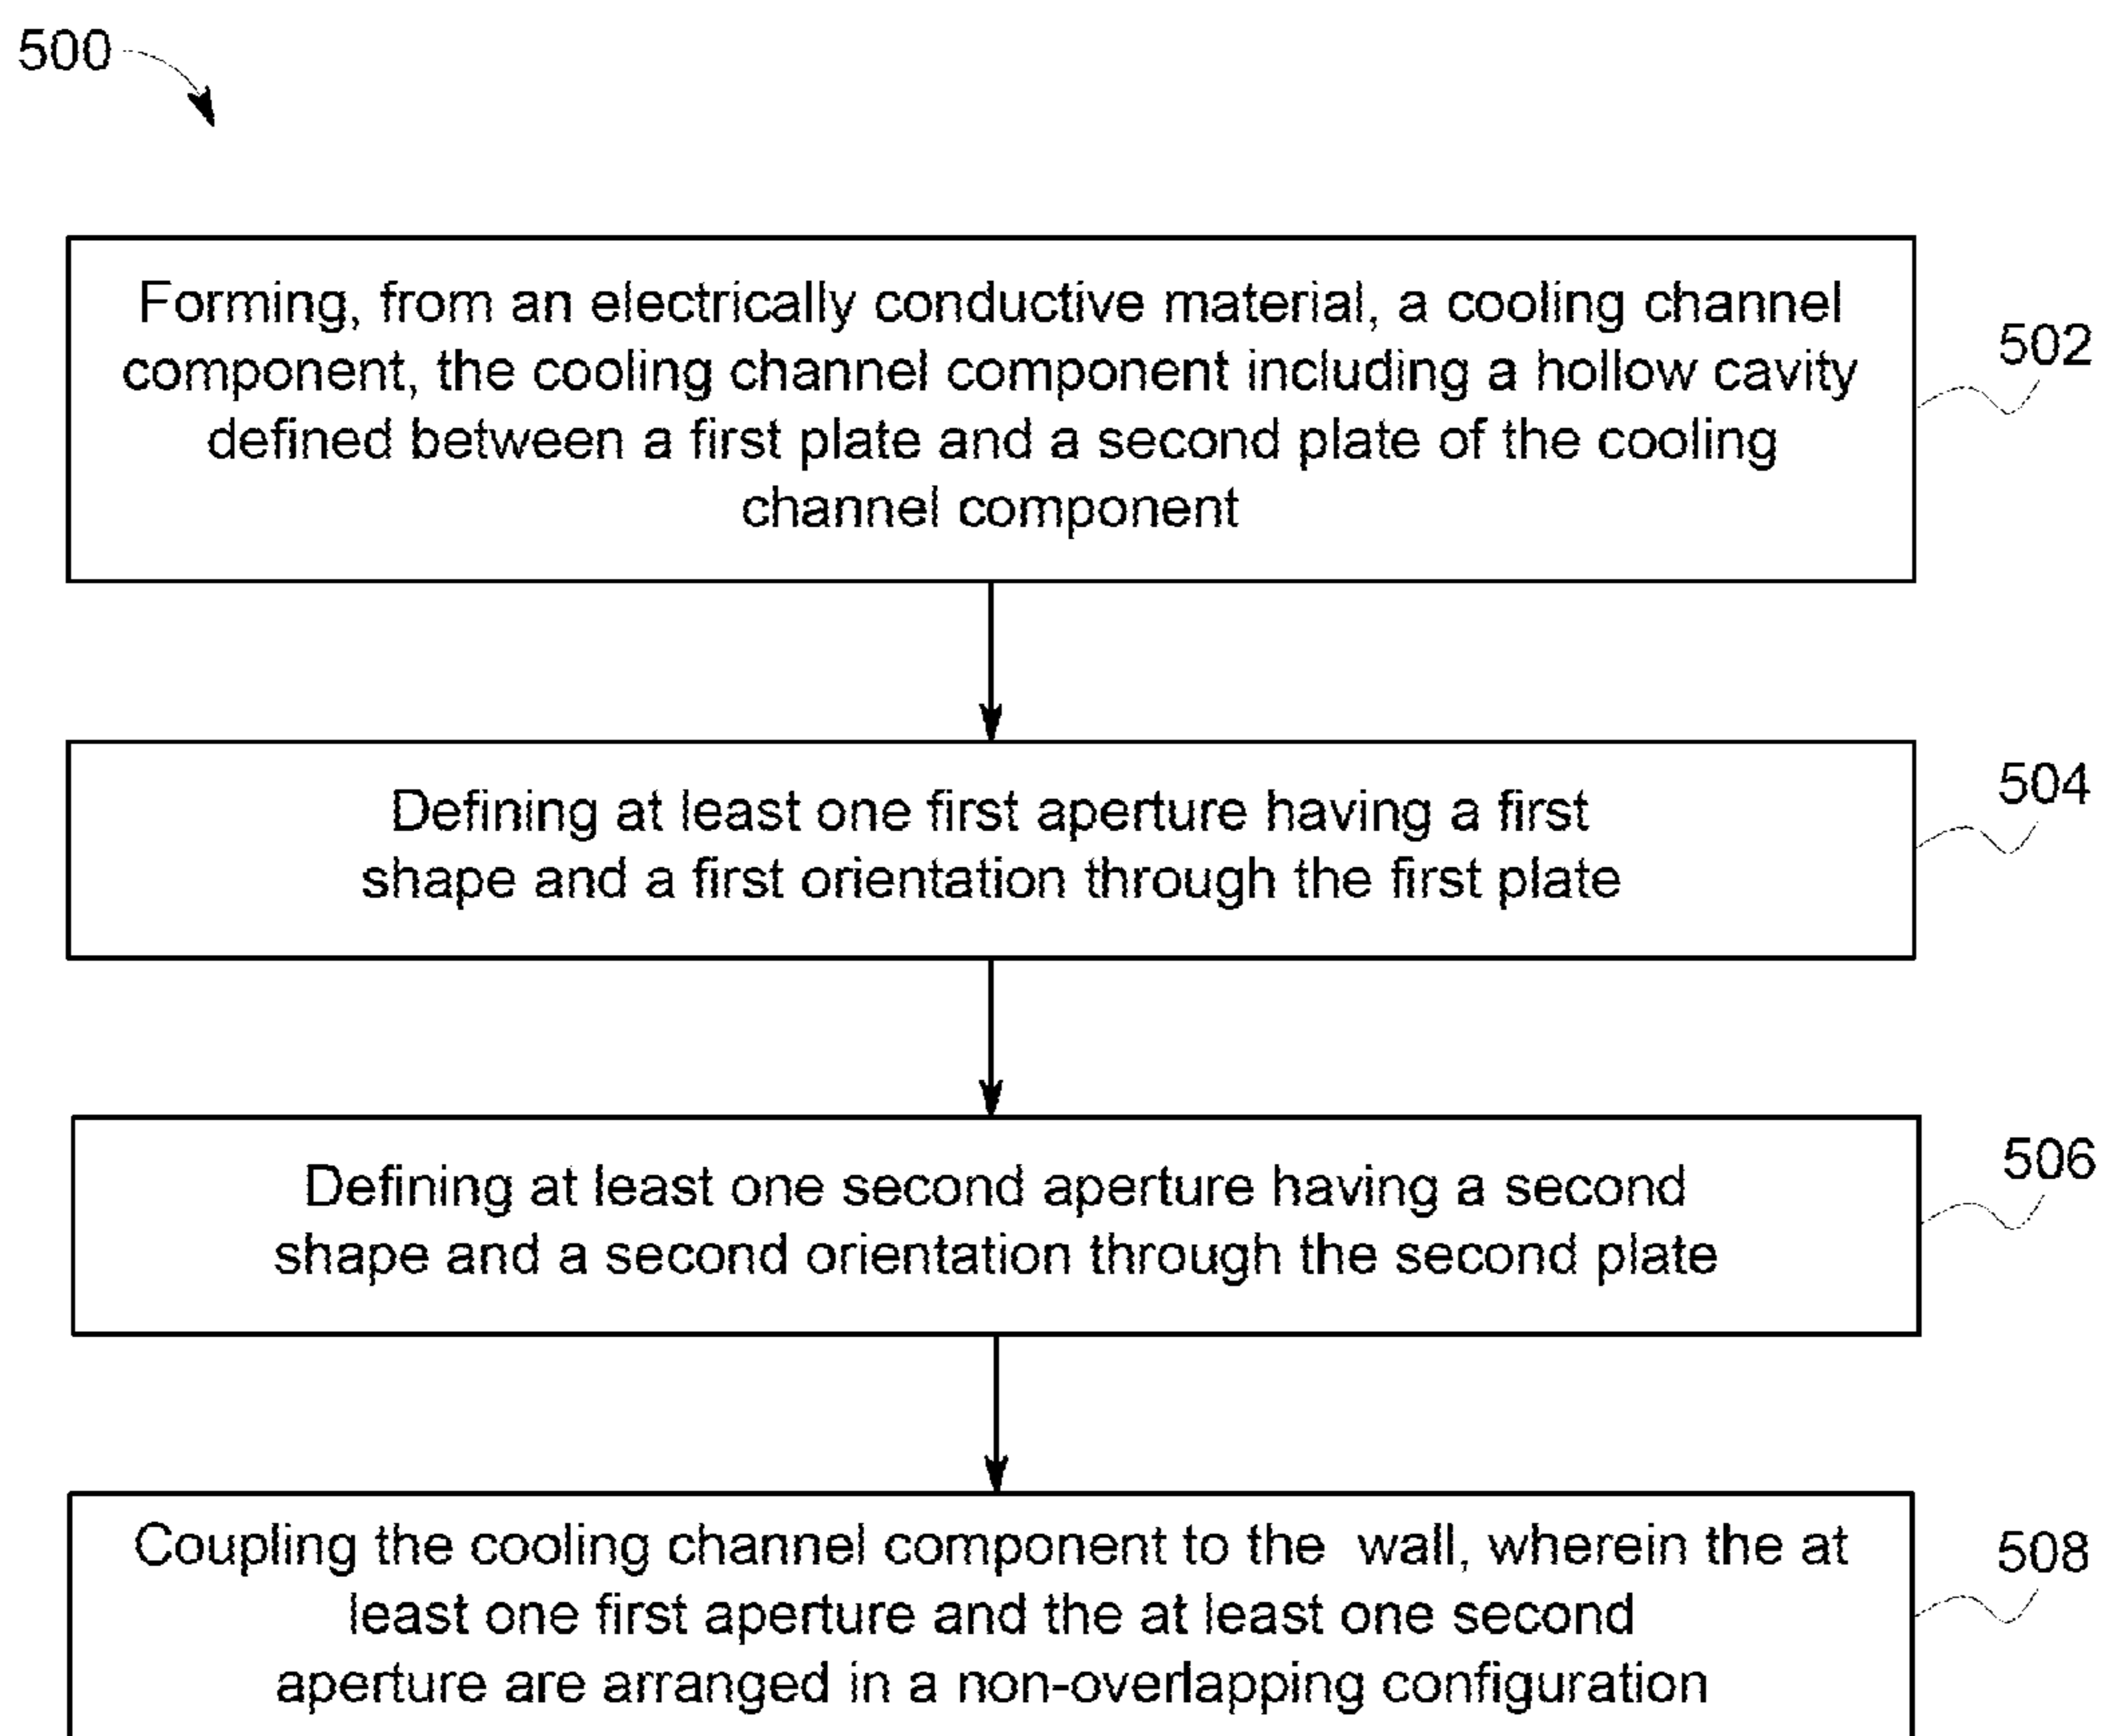 500
Forming, from an electrically conductive material, a cooling channel
component, the cooling channel component including a hollow cavity
defined between a first plate and a second plate of the cooling
channel component
502
Defining at least one first aperture having a first
shape and a first orientation through the first plate
504
Defining at least one second aperture having a second
shape and a second orientation through the second plate
506
Coupling the cooling channel component to the wall, wherein the at
least one first aperture and the at least one second
aperture are arranged in a non-overlapping configuration
508